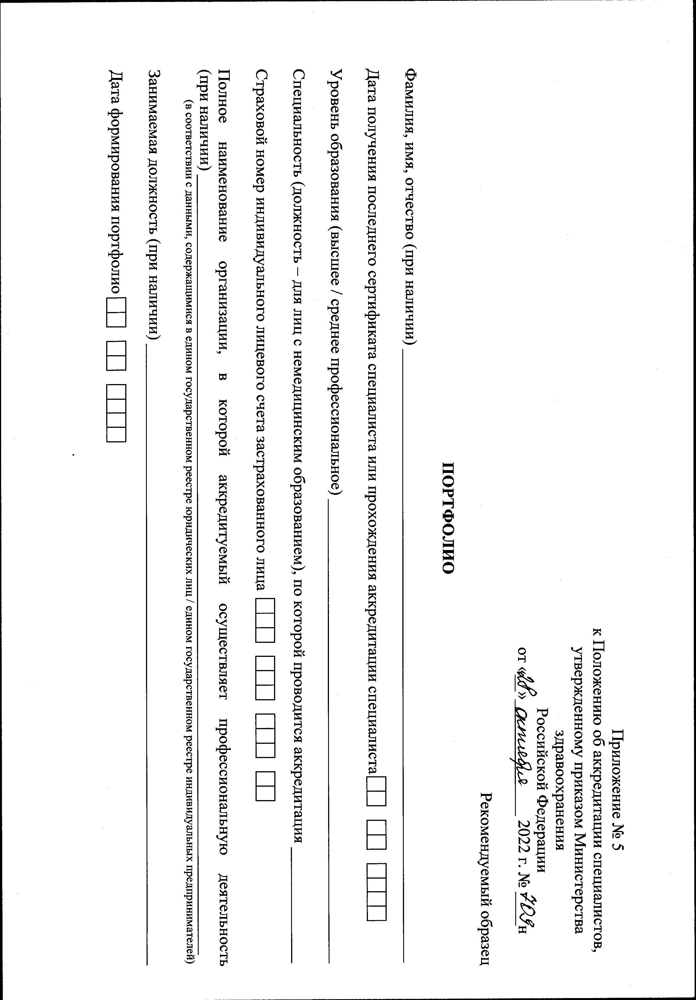 Приложение № 5
к Положению об аккредитации специалистов,
утвержденному приказом Министерства
здравоохранения
Российской Федерации
от «28» октября 2022 г. № 709н
Рекомендуемый образец
ПОРТФОЛИО
Фамилия, имя, отчество (при наличии)
Дата получения последнего сертификата специалиста или прохождения аккредитации специалиста
Уровень образования (высшее / среднее профессиональное)
Специальность (должность – для лиц с немедицинским образованием), по которой проводится аккредитация
Страховой номер индивидуального лицевого счета застрахованного лица
Полное наименование организации, в которой аккредитуемый осуществляет профессиональную деятельность
(при наличии)
(в соответствии с данными, содержащимися в едином государственном реестре юридических лиц / едином государственном реестре индивидуальных предпринимателей)
Занимаемая должность (при наличии)
Дата формирования портфолио